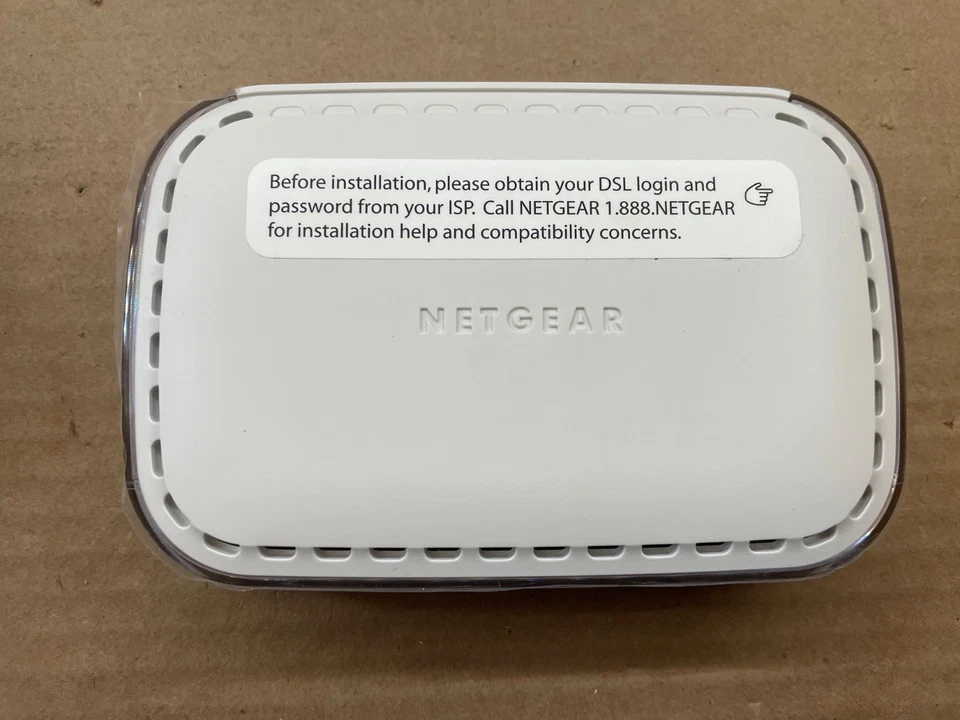 Before installation, please obtain your DSL login and
password from your ISP. Call NETGEAR 1.888.NETGEAR
for installation help and compatibility concerns.
NETGEAR